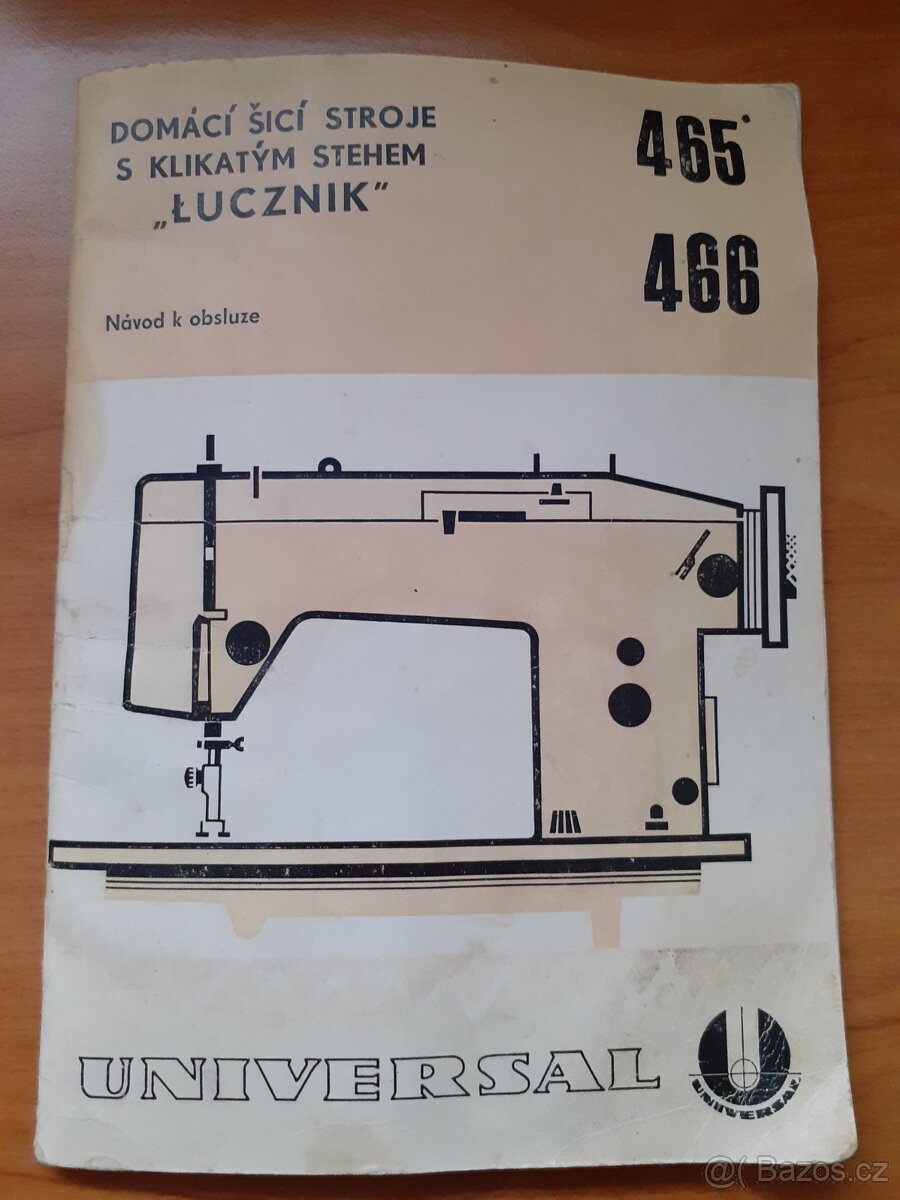 DOMÁCÍ ŠICÍ STROJE
S KLIKATÝM STEHEM
„ŁUCZNIK”
465
466
Návod k obsluze
UNIVERSAL
UNIVERSAL
@( Bazos.cz